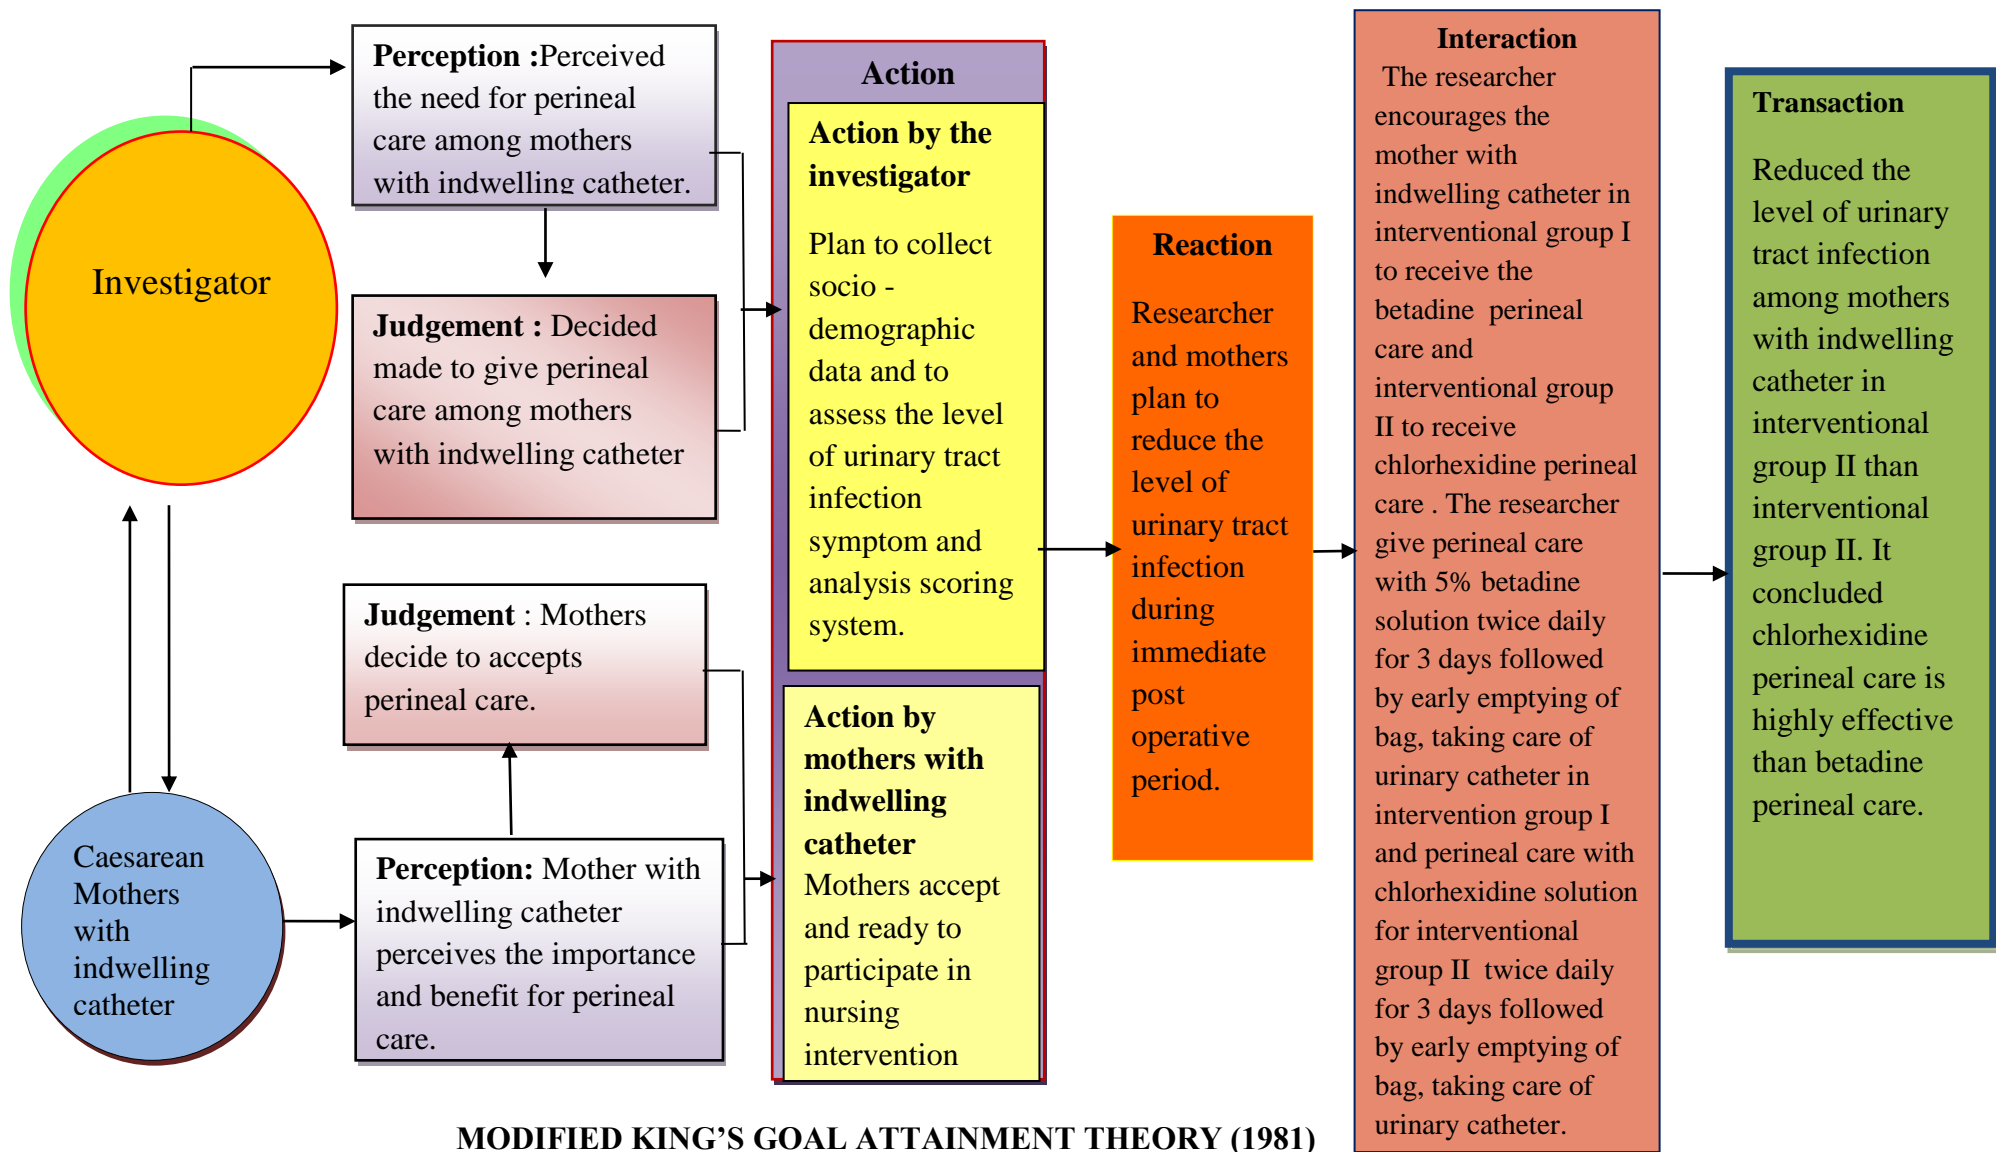 Investigator
Perception :Perceived
the need for perineal
care among mothers
with indwelling catheter.
Judgement : Decided
made to give perineal
care among mothers
with indwelling catheter
Judgement : Mothers
decide to accepts
perineal care.
Caesarean
Mothers
with
indwelling
catheter
Perception: Mother with
indwelling catheter
perceives the importance
and benefit for perineal
care.
Action
Action by the
investigator
Plan to collect
socio -
demographic
data and to
assess the level
of urinary tract
infection
symptom and
analysis scoring
system.
Action by
mothers with
indwelling
catheter
Mothers accept
and ready to
participate in
nursing
intervention
Reaction
Researcher
and mothers
plan to
reduce the
level of
urinary tract
infection
during
immediate
post
operative
period.
Interaction
The researcher
encourages the
mother with
indwelling catheter in
interventional group I
to receive the
betadine perineal
care and
interventional group
II to receive
chlorhexidine perineal
care . The researcher
give perineal care
with 5% betadine
solution twice daily
for 3 days followed
by early emptying of
bag, taking care of
urinary catheter in
intervention group I
and perineal care with
chlorhexidine solution
for interventional
group II twice daily
for 3 days followed
by early emptying of
bag, taking care of
urinary catheter.
Transaction
Reduced the
level of urinary
tract infection
among mothers
with indwelling
catheter in
interventional
group II than
interventional
group II. It
concluded
chlorhexidine
perineal care is
highly effective
than betadine
perineal care.
MODIFIED KING’S GOAL ATTAINMENT THEORY (1981)